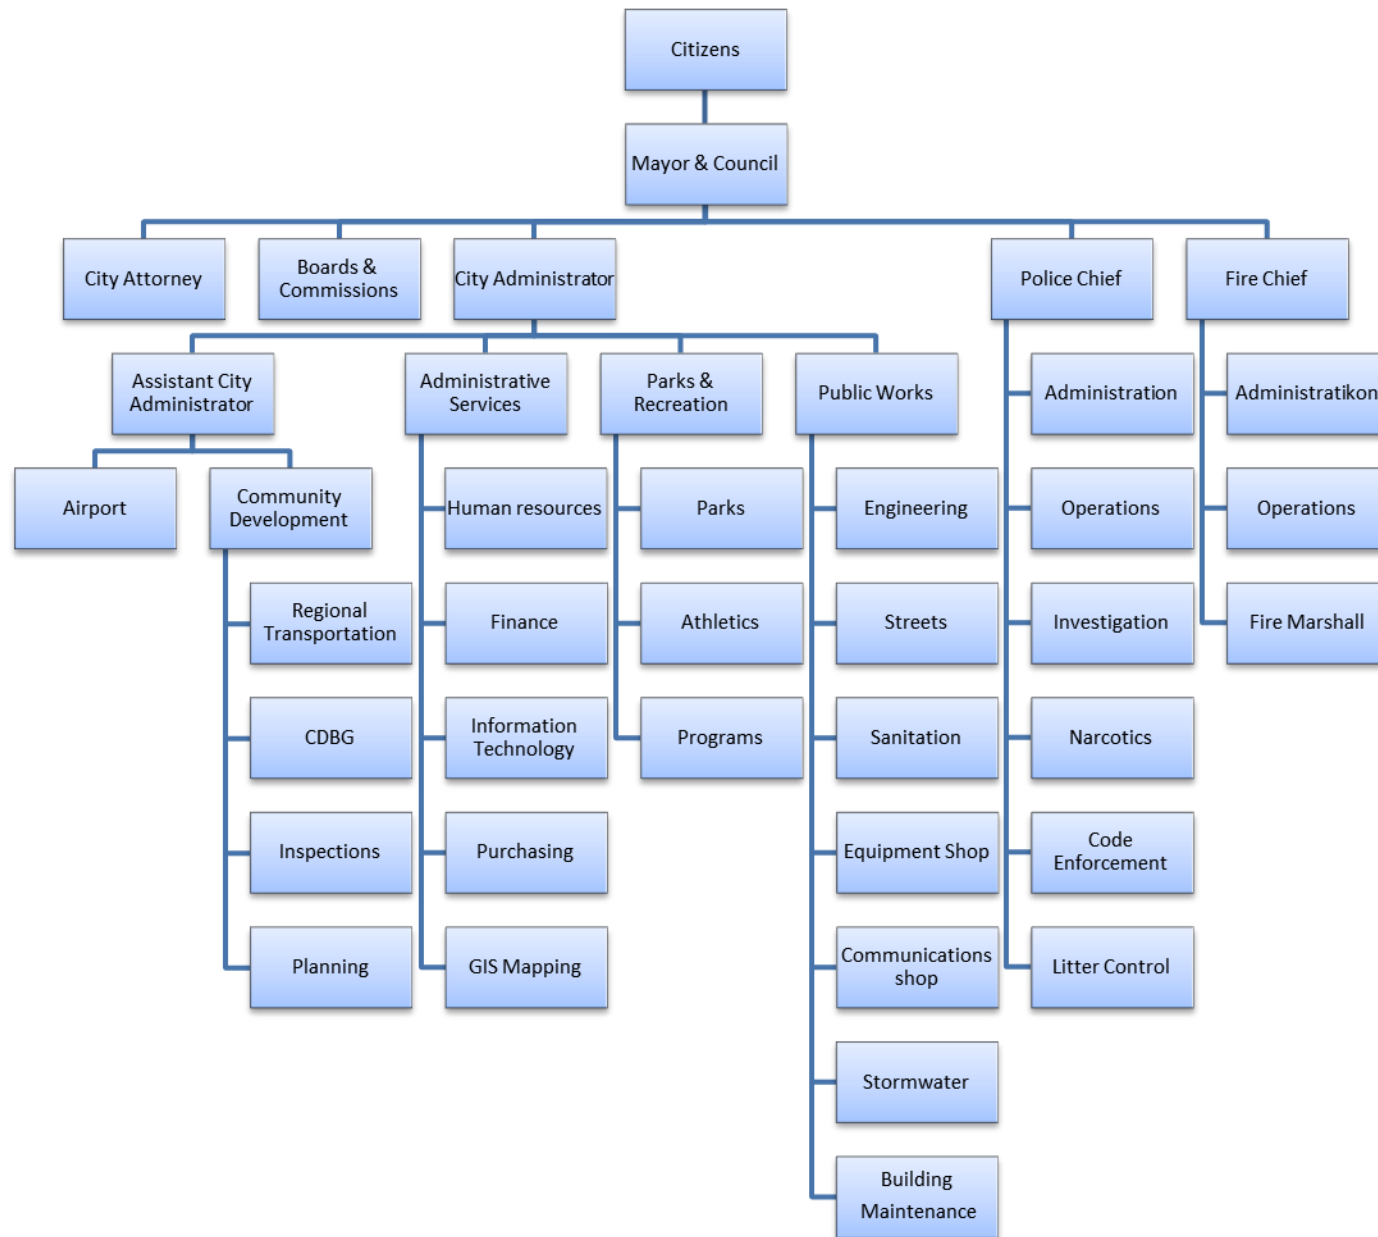 Citizens
Mayor & Council
City Attorney
Boards &
Commissions
City Administrator
Police Chief
Fire Chief
Assistant City
Administrator
Administrative
Services
Parks &
Recreation
Public Works
Administration
Administratikon
Airport
Community
Development
Human resources
Parks
Engineering
Operations
Operations
Regional
Transportation
Finance
Athletics
Streets
Investigation
Fire Marshall
CDBG
Information
Technology
Programs
Sanitation
Narcotics
Inspections
Purchasing
Equipment Shop
Code
Enforcement
Planning
GIS Mapping
Communications
shop
Litter Control
Stormwater
Building
Maintenance